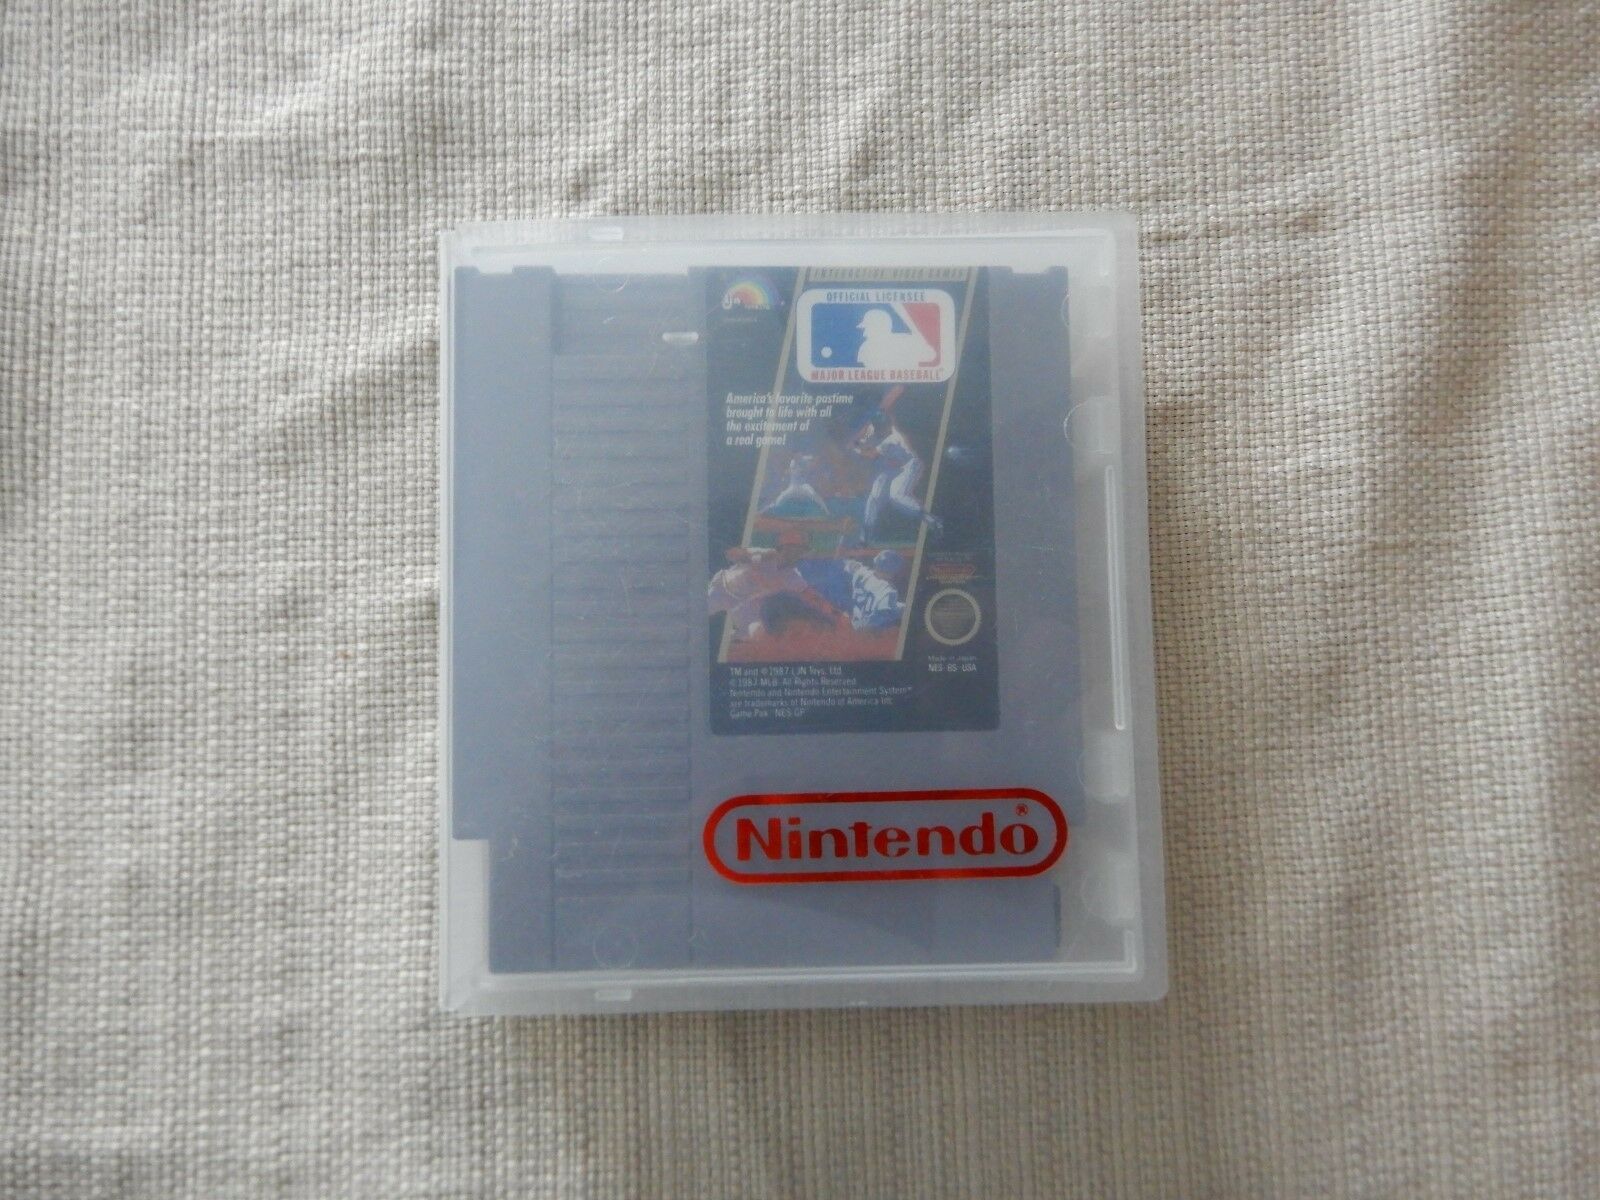 INTERACTIVE VIDEO GAMES
LJN
OFFICIAL LICENSEE
MAJOR LEAGUE BASEBALL
America's favorite pastime
brought to life with all
the excitement of
a real game!
Made in Japan
NES-BS-USA
TM and © 1987 LJN Toys, Ltd.
© 1987 MLB. All Rights Reserved
Nintendo and Nintendo Entertainment System™
are trademarks of Nintendo of America Inc.
Game Pak NES-GP
Nintendo®